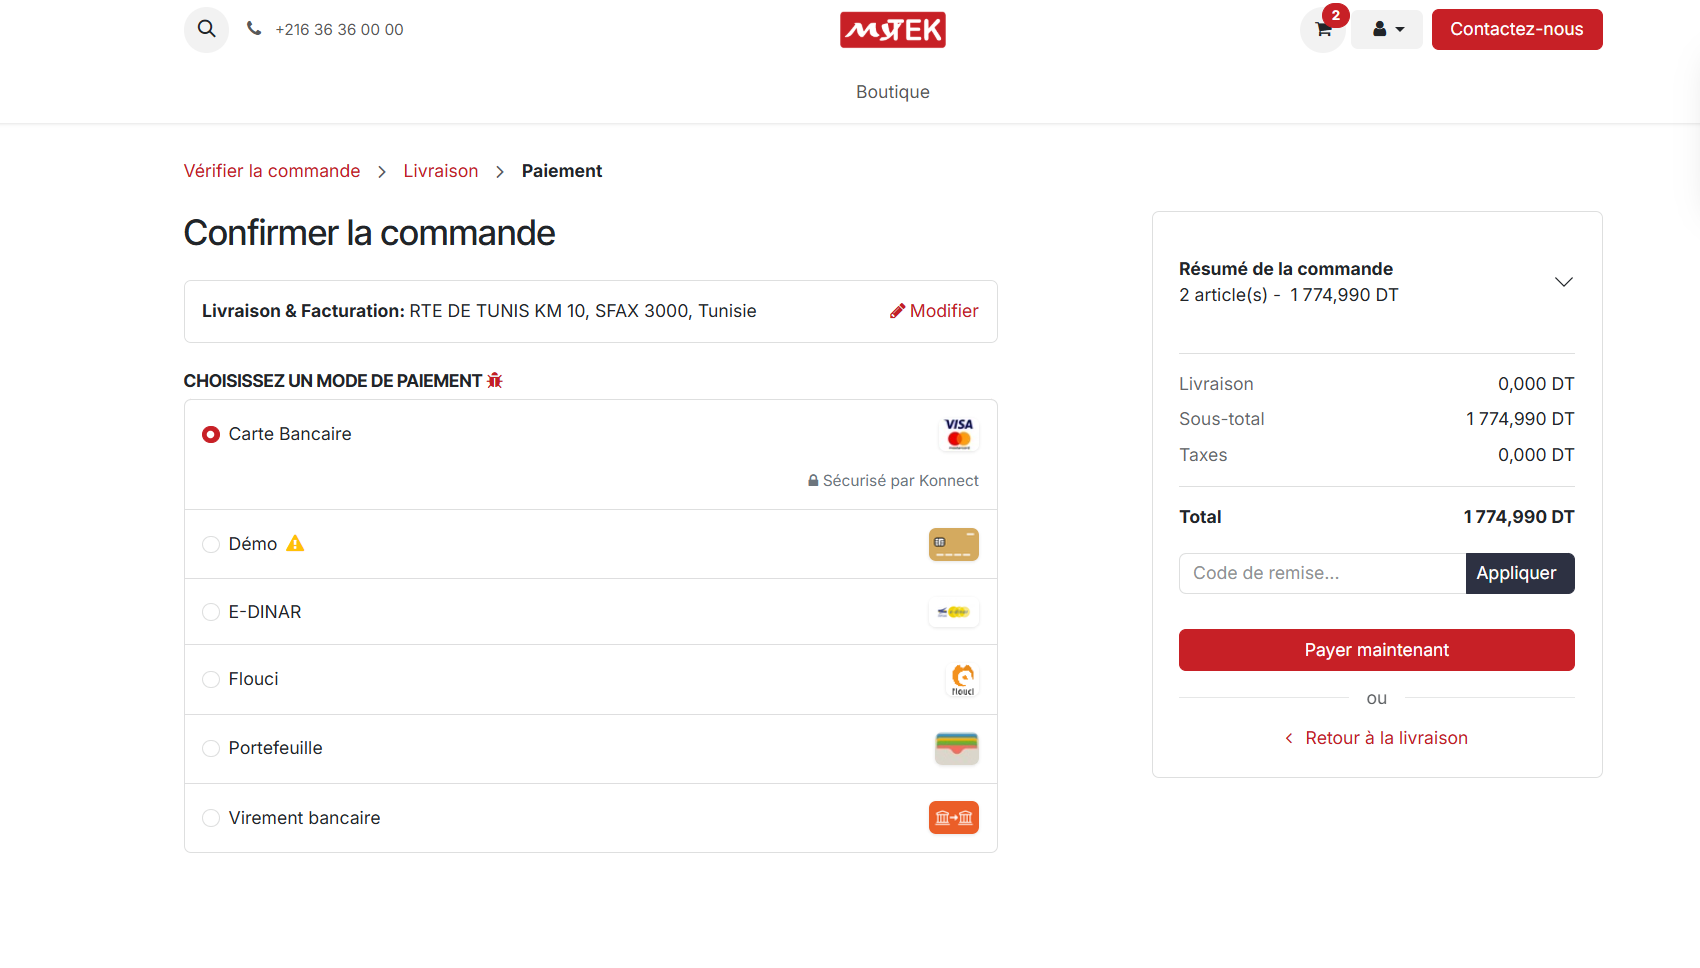 +216 36 36 00 00
MYTEK
2
Contactez-nous
Boutique
Vérifier la commande > Livraison > Paiement
Confirmer la commande
Livraison & Facturation: RTE DE TUNIS KM 10, SFAX 3000, Tunisie
Modifier
CHOISISSEZ UN MODE DE PAIEMENT
Carte Bancaire
VISA
mastercard
Sécurisé par Konnect
Démo
E-DINAR
e-dinar
Flouci
flouci
Portefeuille
Virement bancaire
Résumé de la commande
2 article(s) - 1 774,990 DT
Livraison 0,000 DT
Sous-total 1 774,990 DT
Taxes 0,000 DT
Total 1 774,990 DT
Code de remise... Appliquer
Payer maintenant
ou
< Retour à la livraison